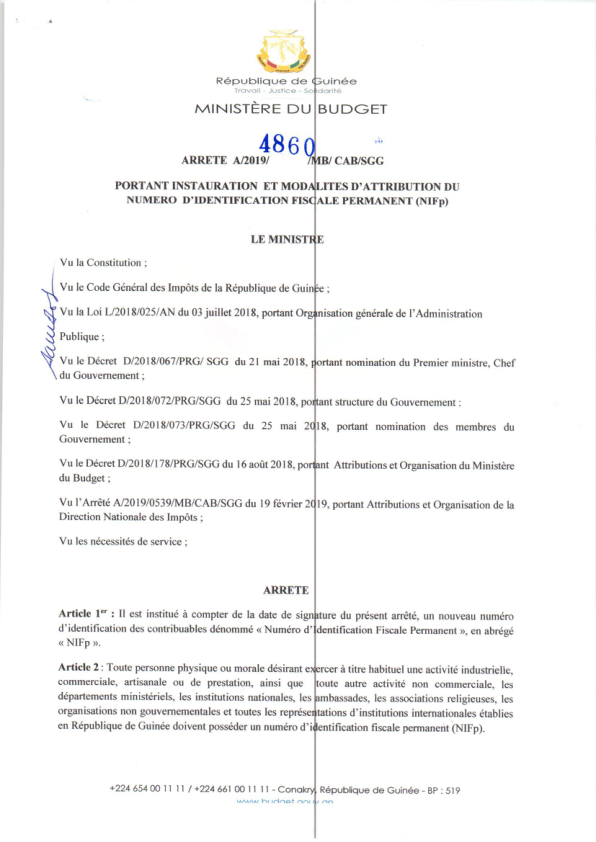 République de Guinée
Travail - Justice - Solidarité
MINISTÈRE DU BUDGET
4860
ARRETE A/2019/ /MB/ CAB/SGG
PORTANT INSTAURATION ET MODALITES D'ATTRIBUTION DU
NUMERO D'IDENTIFICATION FISCALE PERMANENT (NIFp)
LE MINISTRE
Vu la Constitution ;
Vu le Code Général des Impôts de la République de Guinée ;
Vu la Loi L/2018/025/AN du 03 juillet 2018, portant Organisation générale de l'Administration
Publique ;
Vu le Décret D/2018/067/PRG/ SGG du 21 mai 2018, portant nomination du Premier ministre, Chef
du Gouvernement ;
Vu le Décret D/2018/072/PRG/SGG du 25 mai 2018, portant structure du Gouvernement :
Vu le Décret D/2018/073/PRG/SGG du 25 mai 2018, portant nomination des membres du
Gouvernement ;
Vu le Décret D/2018/178/PRG/SGG du 16 août 2018, portant Attributions et Organisation du Ministère
du Budget ;
Vu l'Arrêté A/2019/0539/MB/CAB/SGG du 19 février 2019, portant Attributions et Organisation de la
Direction Nationale des Impôts ;
Vu les nécessités de service ;
ARRETE
Article 1er : Il est institué à compter de la date de signature du présent arrêté, un nouveau numéro
d'identification des contribuables dénommé « Numéro d'Identification Fiscale Permanent », en abrégé
« NIFp ».
Article 2 : Toute personne physique ou morale désirant exercer à titre habituel une activité industrielle,
commerciale, artisanale ou de prestation, ainsi que toute autre activité non commerciale, les
départements ministériels, les institutions nationales, les ambassades, les associations religieuses, les
organisations non gouvernementales et toutes les représentations d'institutions internationales établies
en République de Guinée doivent posséder un numéro d'identification fiscale permanent (NIFp).
+224 654 00 11 11 / +224 661 00 11 11 - Conakry, République de Guinée - BP : 519
www.budget.gouv.gn